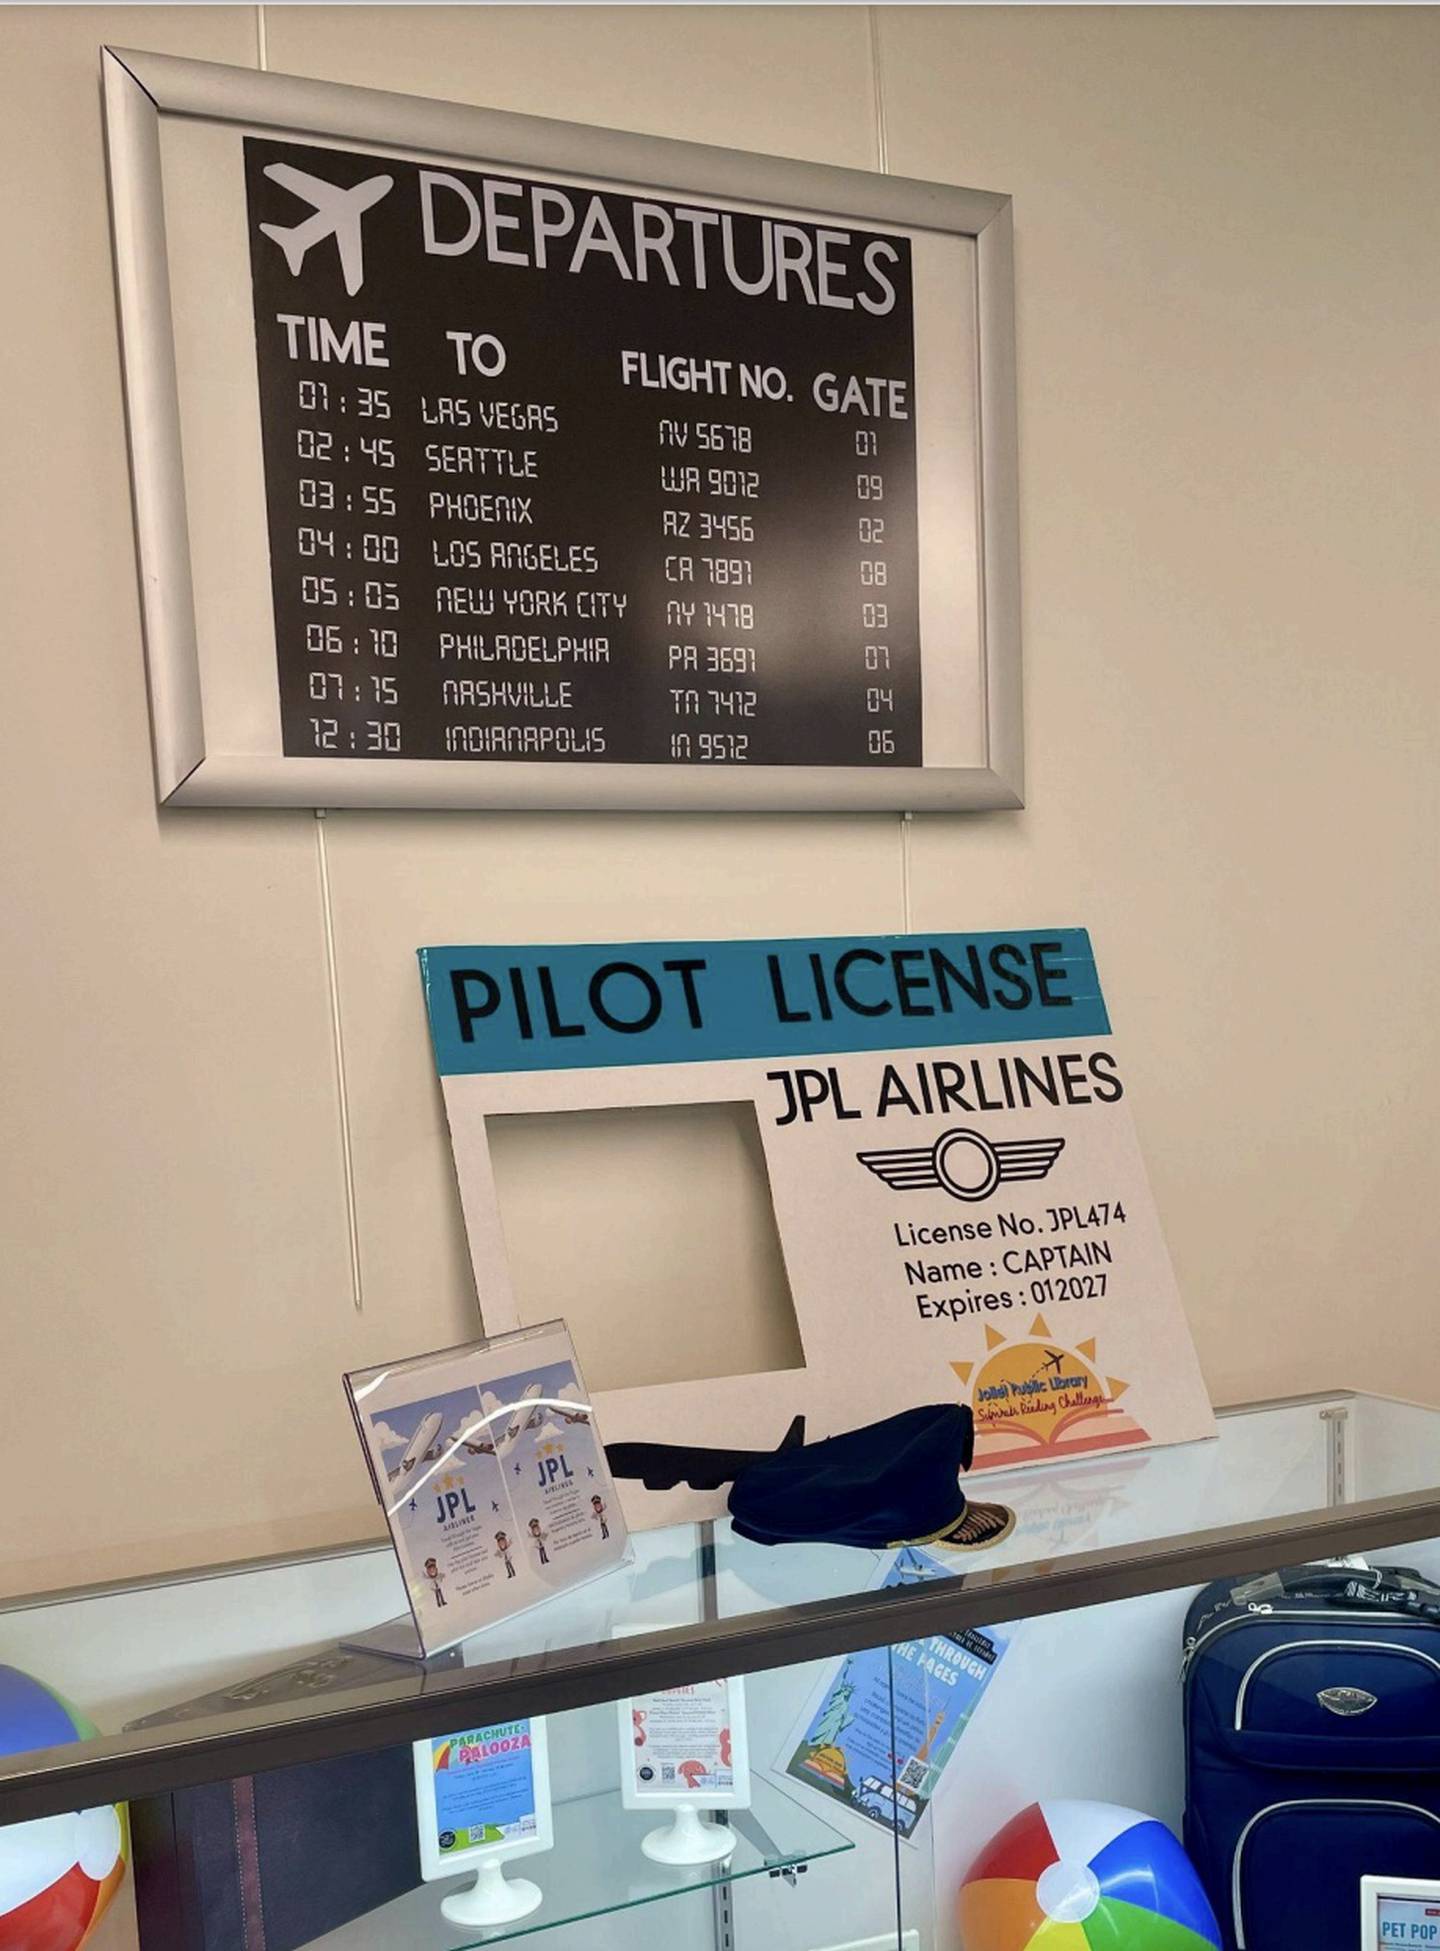 DEPARTURES
TIME TO FLIGHT NO. GATE
01:35 LAS VEGAS NV 5678 01
02:45 SEATTLE WA 9012 09
03:55 PHOENIX AZ 3456 02
04:00 LOS ANGELES CA 7891 08
05:05 NEW YORK CITY NY 1478 03
06:10 PHILADELPHIA PA 3691 07
07:15 NASHVILLE TN 7412 04
12:30 INDIANAPOLIS IN 9512 06
PILOT LICENSE
JPL AIRLINES
License No. JPL474
Name : CAPTAIN
Expires : 012027
Joliet Public Library
Summer Reading Challenge
JPL
AIRLINES
JPL
AIRLINES
PARACHUTE-
PALOOZA
THROUGH
THE PAGES
PET POP